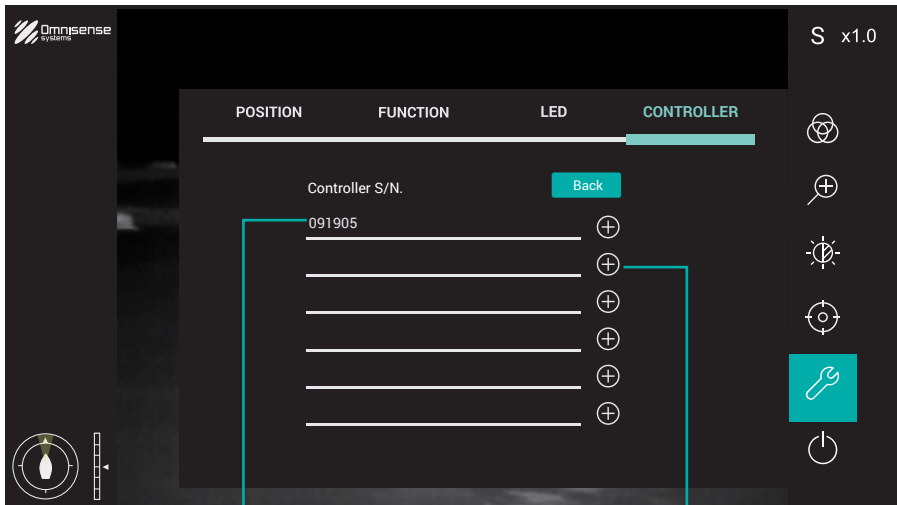 Omnisense
systems
S x1.0
POSITION FUNCTION LED CONTROLLER
Controller S/N. Back
091905